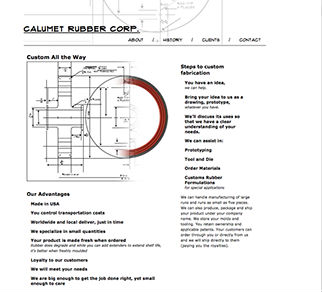 CALUMET RUBBER CORP.
ABOUT / HISTORY / CLIENTS / CONTACT
Custom All the Way
Our Advantages
Made in USA
You control transportation costs
Worldwide and local deliver, just in time
We specialize in small quantities
Your product is made fresh when ordered
Rubber does degrade and while you can add extenders to extend shelf life,
it's better when freshly moulded
Loyalty to our customers
We will meet your needs
We are big enough to get the job done right, yet small
enough to care
Steps to custom
fabrication
You have an idea,
we can help.
Bring your idea to us as a
drawing, prototype,
whatever you have.
We'll discuss its uses so
that we have a clear
understanding of your
needs.
We can assist in:
Prototyping
Tool and Die
Order Materials
Customs Rubber
Formulations
for special applications
We can handle manufacturing of large
runs and runs as small as five pieces.
We can also produce, package and ship
your product under your company
name. We store your molds and
tooling. You retain ownership and
applicable patents. Your customers can
order through you or directly from us
and we will ship directly to them
(paying you the royalties).